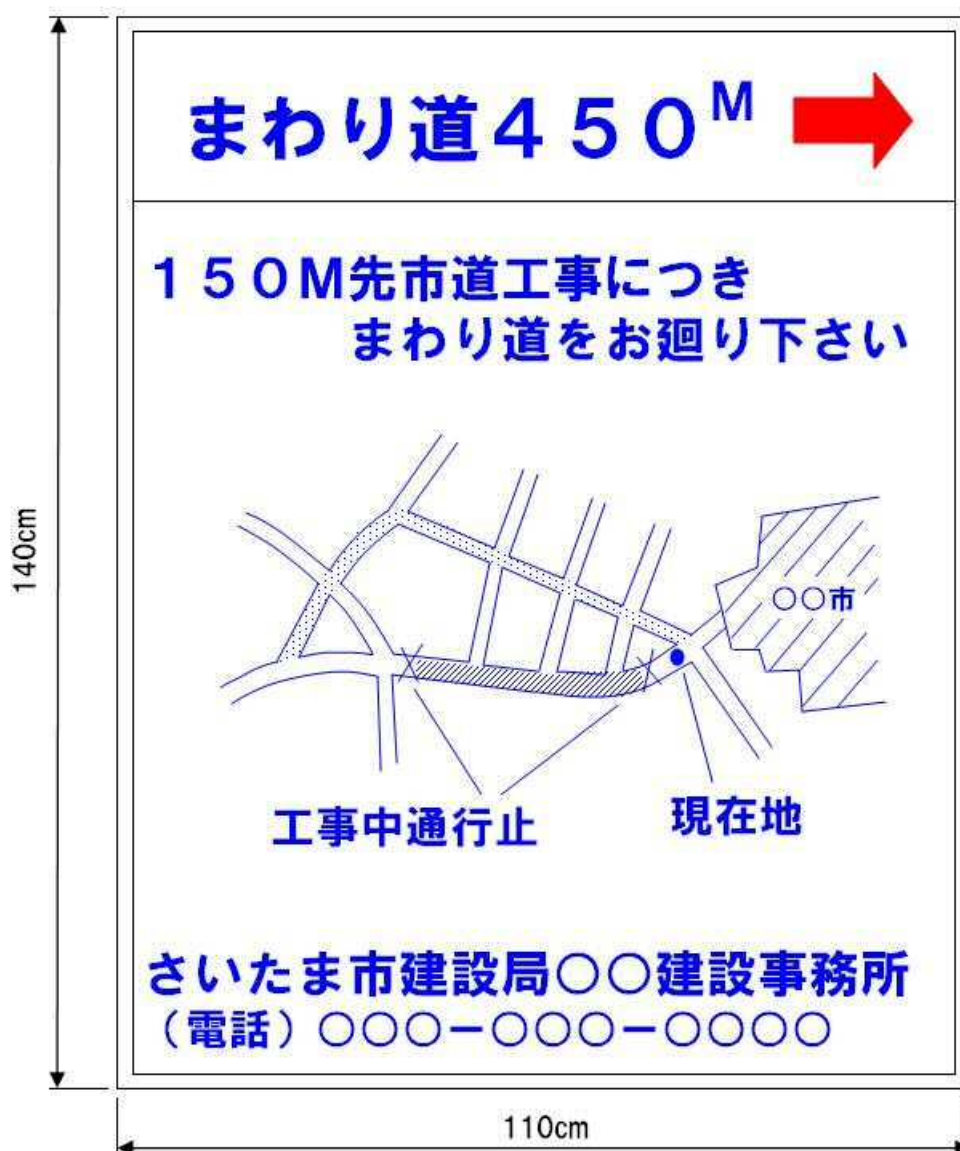 まわり道４５０M
１５０M先市道工事につき
まわり道をお廻り下さい
○○市
工事中通行止
現在地
さいたま市建設局○○建設事務所
（電話）○○○－○○○－○○○○
140cm
110cm